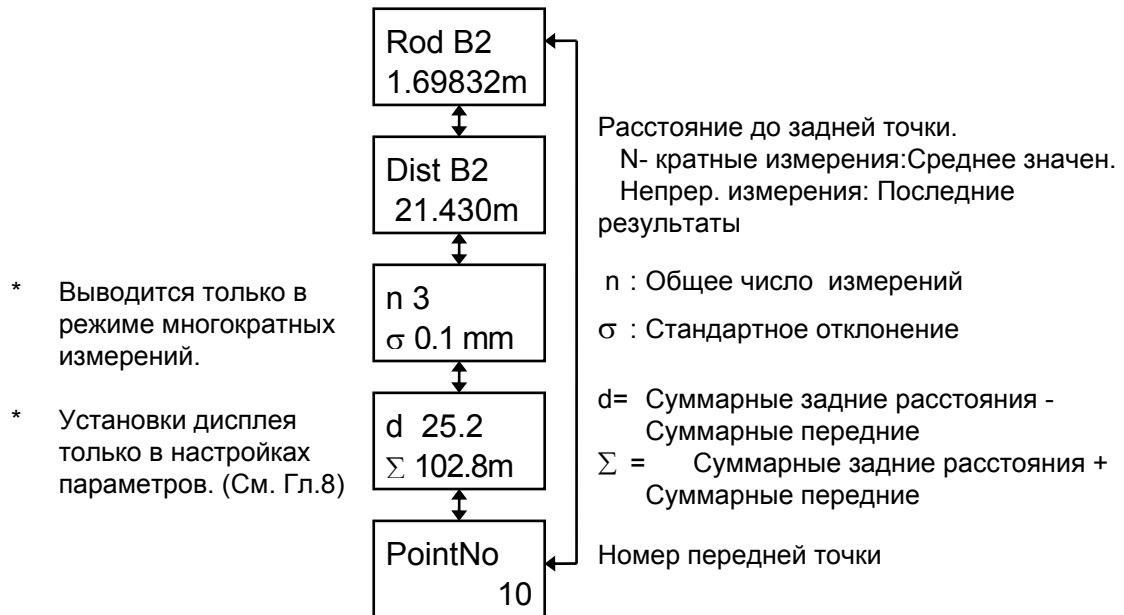 Rod B2
1.69832m
Dist B2
21.430m
Расстояние до задней точки.
N- кратные измерения:Среднее значен.
Непрер. измерения: Последние
результаты
* Выводится только в
режиме многократных
измерений.
n 3
σ 0.1 mm
n : Общее число измерений
σ : Стандартное отклонение
* Установки дисплея
только в настройках
параметров. (См. Гл.8)
d 25.2
Σ 102.8m
d= Суммарные задние расстояния -
Суммарные передние
Σ = Суммарные задние расстояния +
Суммарные передние
PointNo
10
Номер передней точки